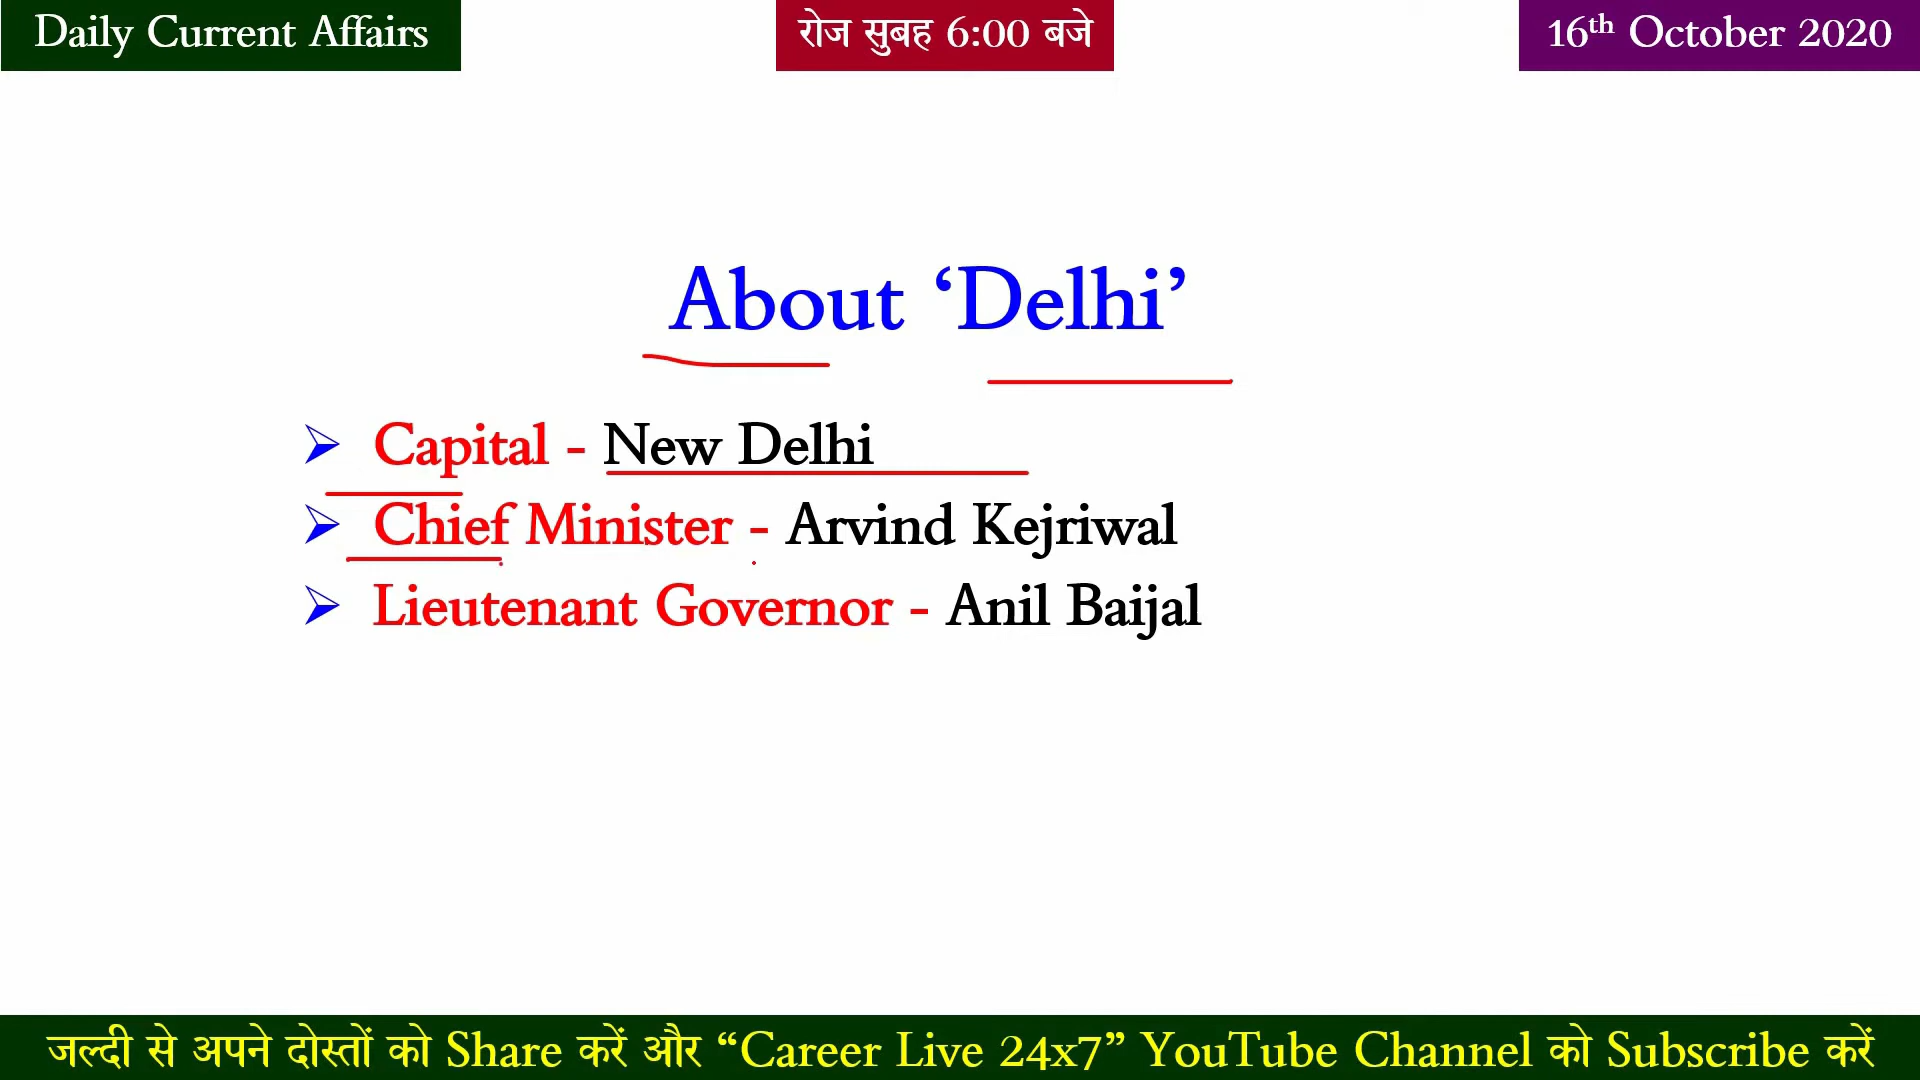 Daily Current Affairs
रोज सुबह 6:00 बजे
16th October 2020
About ‘Delhi’
➢ Capital - New Delhi
➢ Chief Minister - Arvind Kejriwal
➢ Lieutenant Governor - Anil Baijal
जल्दी से अपने दोस्तों को Share करें और “Career Live 24x7” YouTube Channel को Subscribe करें